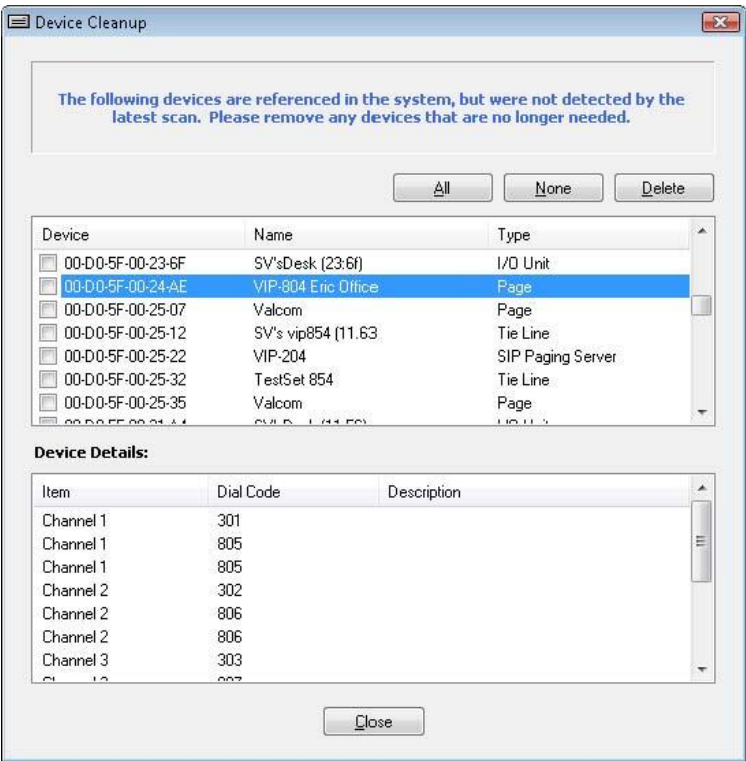 Device Cleanup
The following devices are referenced in the system, but were not detected by the
latest scan. Please remove any devices that are no longer needed.
All None Delete
Device Name Type
00-D0-5F-00-23-6F SV'sDesk (23:6f) I/O Unit
00-D0-5F-00-24-AE VIP-804 Eric Office Page
00-D0-5F-00-25-07 Valcom Page
00-D0-5F-00-25-12 SV's vip854 (11.63 Tie Line
00-D0-5F-00-25-22 VIP-204 SIP Paging Server
00-D0-5F-00-25-32 TestSet 854 Tie Line
00-D0-5F-00-25-35 Valcom Page
Device Details:
Item Dial Code Description
Channel 1 301
Channel 1 805
Channel 1 805
Channel 2 302
Channel 2 806
Channel 2 806
Channel 3 303
Close